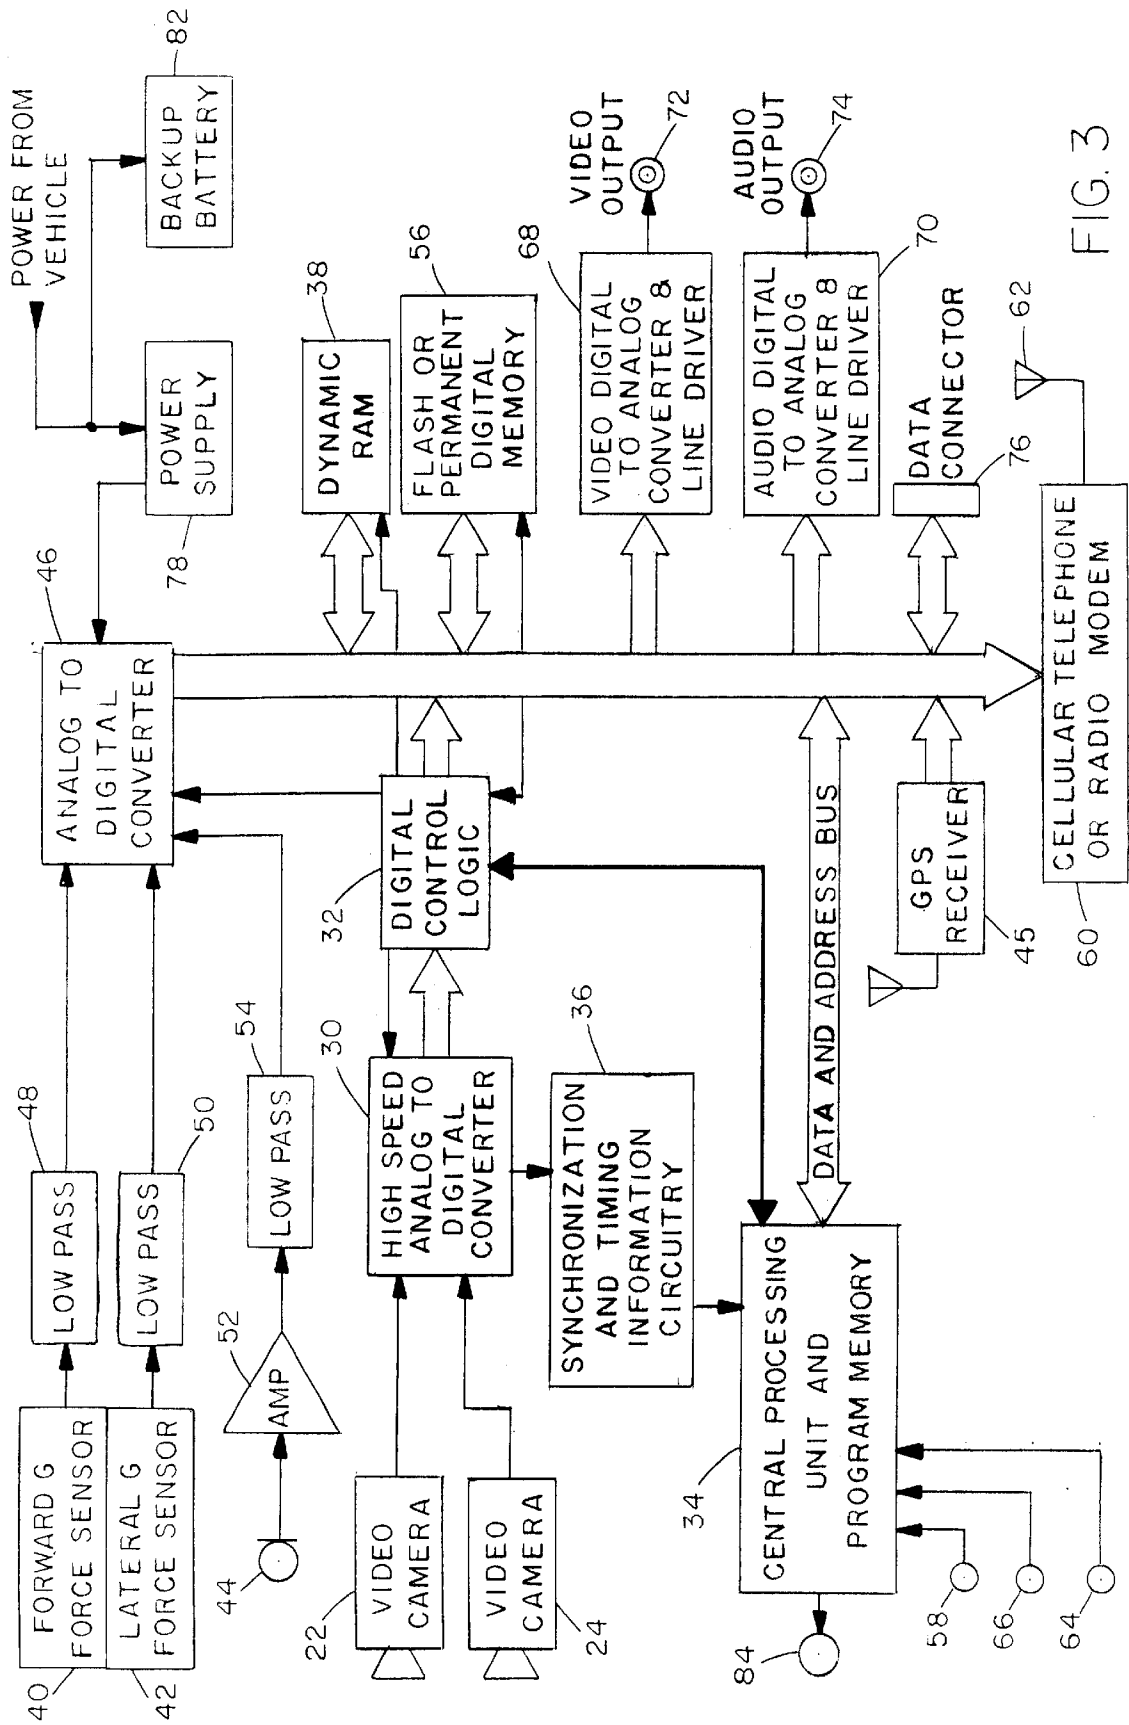 40
FORWARD G
FORCE SENSOR
42
LATERAL G
FORCE SENSOR
LOW PASS
48
LOW PASS
50
44
AMP
52
LOW PASS
54
22
VIDEO
CAMERA
24
VIDEO
CAMERA
HIGH SPEED
ANALOG TO
DIGITAL
CONVERTER
30
32
DIGITAL
CONTROL
LOGIC
SYNCHRONIZATION
AND TIMING
INFORMATION
CIRCUITRY
36
34
CENTRAL PROCESSING
UNIT AND
PROGRAM MEMORY
84
58
66
64
DATA AND ADDRESS BUS
GPS
RECEIVER
45
46
ANALOG TO
DIGITAL
CONVERTER
78
POWER
SUPPLY
POWER FROM
VEHICLE
BACKUP
BATTERY
82
DYNAMIC
RAM
38
FLASH OR
PERMANENT
DIGITAL
MEMORY
56
VIDEO DIGITAL
TO ANALOG
CONVERTER &
LINE DRIVER
68
VIDEO
OUTPUT
72
AUDIO DIGITAL
TO ANALOG
CONVERTER 8
LINE DRIVER
70
AUDIO
OUTPUT
74
DATA
CONNECTOR
76
62
60
CELLULAR TELEPHONE
OR RADIO MODEM
FIG. 3